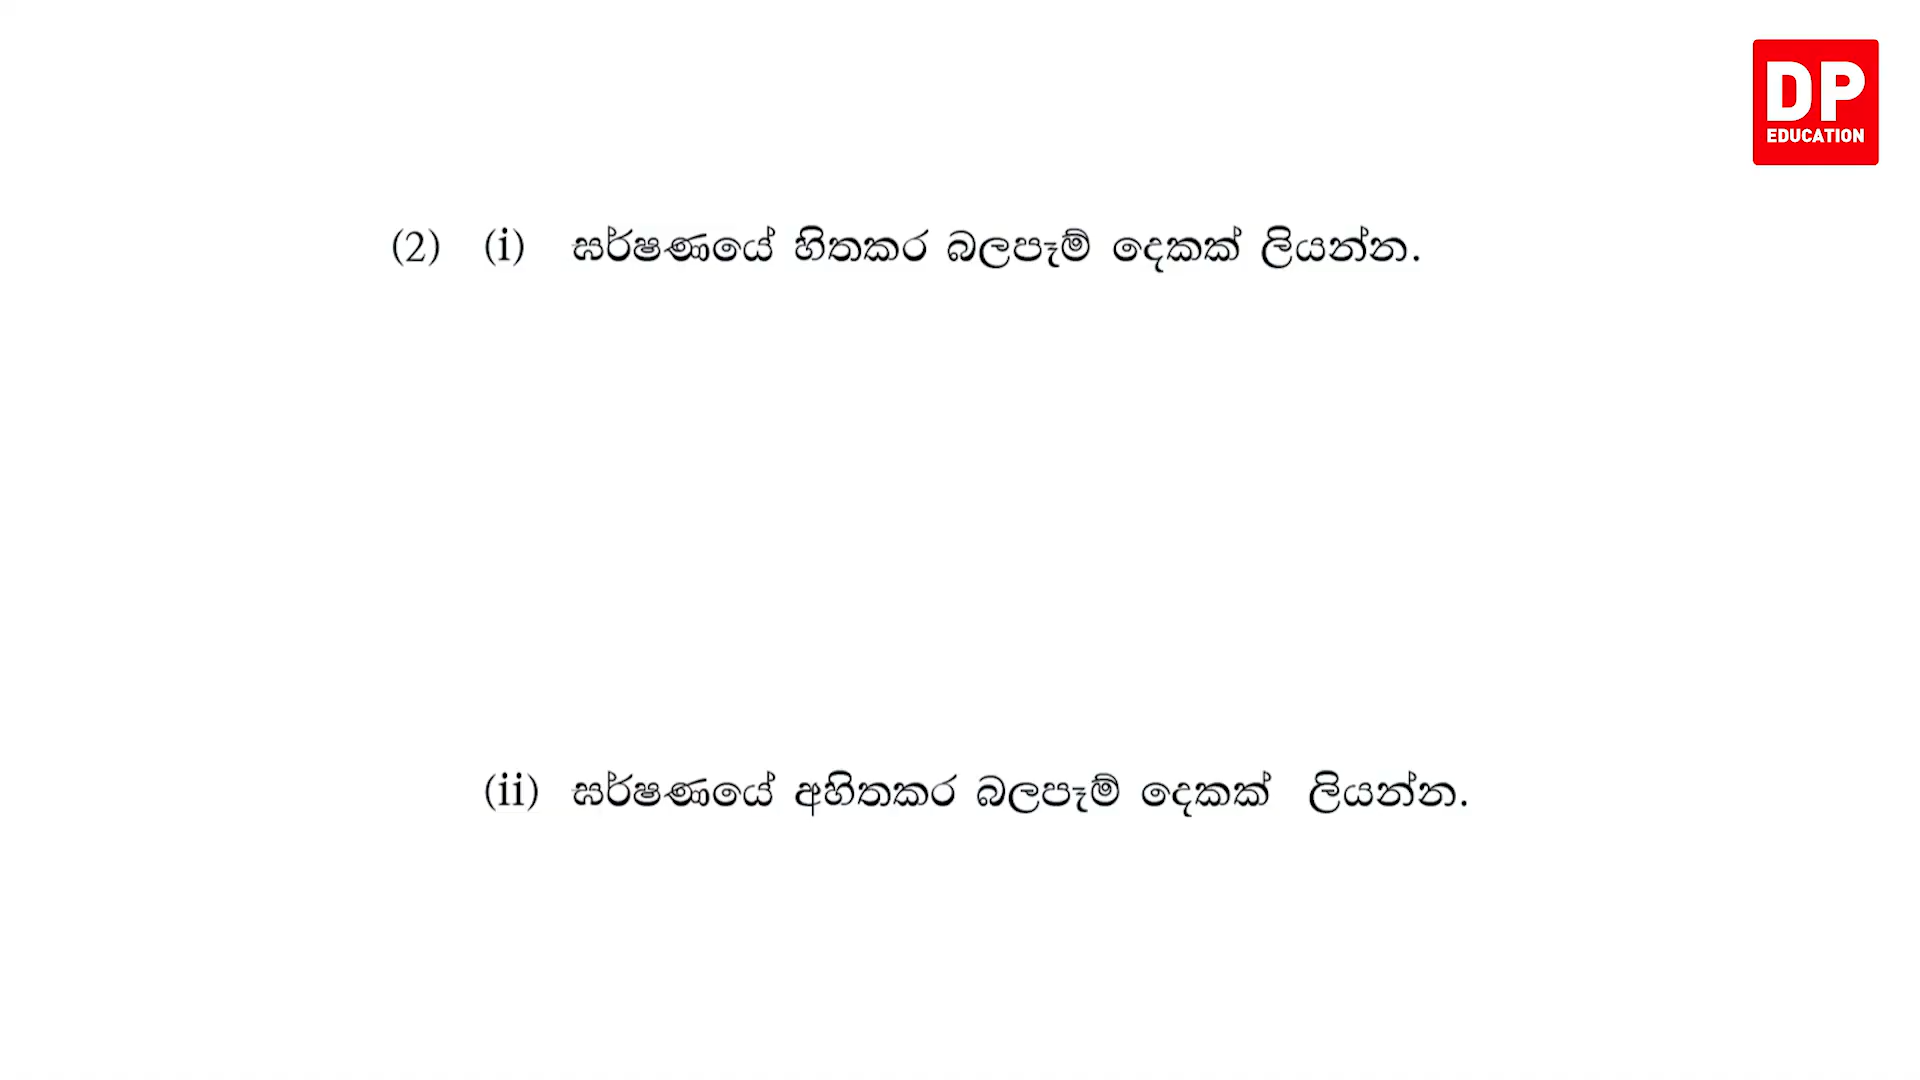 DP
EDUCATION
(2) (i) ඝර්ෂණයේ හිතකර බලපෑම් දෙකක් ලියන්න.
(ii) ඝර්ෂණයේ අහිතකර බලපෑම් දෙකක් ලියන්න.